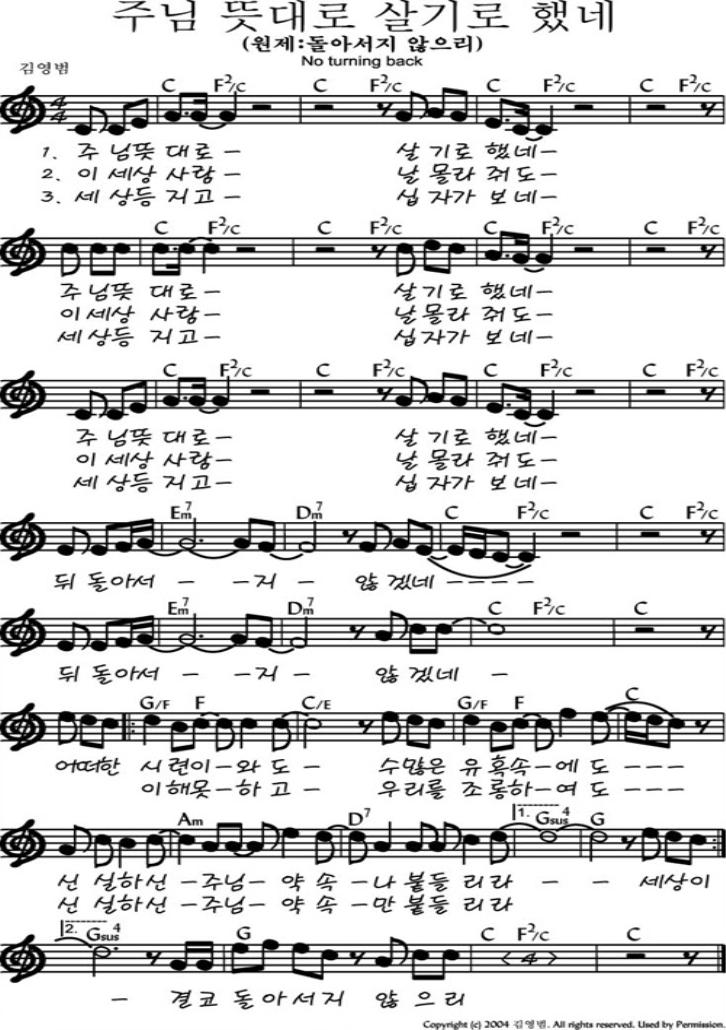 주님 뜻대로 살기로 했네
(원제:돌아서지 않으리)
No turning back
김영범
C F2/C C F2/C C F2/C C F2/C
1. 주 님뜻 대로 - 살 기로 했네 -
2. 이 세상 사랑 - 날 몰라 줘도 -
3. 세 상등 지고 - 십 자가 보네 -
C F2/C C F2/C C F2/C C F2/C
주 님뜻 대로 - 살 기로 했네 -
이 세상 사랑 - 날 몰라 줘도 -
세 상등 지고 - 십 자가 보네 -
C F2/C C F2/C C F2/C C F2/C
주 님뜻 대로 - 살 기로 했네 -
이 세상 사랑 - 날 몰라 줘도 -
세 상등 지고 - 십 자가 보네 -
Em7 Dm7 C F2/C C F2/C
뒤 돌아서 - - 지 - 않 겠네 - - - -
Em7 Dm7 C F2/C C
뒤 돌아서 - - 지 - 않 겠네 -
G/F F C/E G/F F C
어떠한 시 련이 - 와 도 - 수많은 유 혹속 - 에 도 - - -
이해못 - 하 고 - 우리를 조 롱하 - 여 도 - - -
Am D7 1. Gsus4 G
신 실하신 - 주님 - 약 속 - 나 붙들 리라 - - 세상이
신 실하신 - 주님 - 약 속 - 만 붙들 리라
2. Gsus4 G C F2/C C
< 4 >
- 결코 돌아서지 않 으리
Copyright (c) 2004 김영범. All rights reserved. Used by Permission.